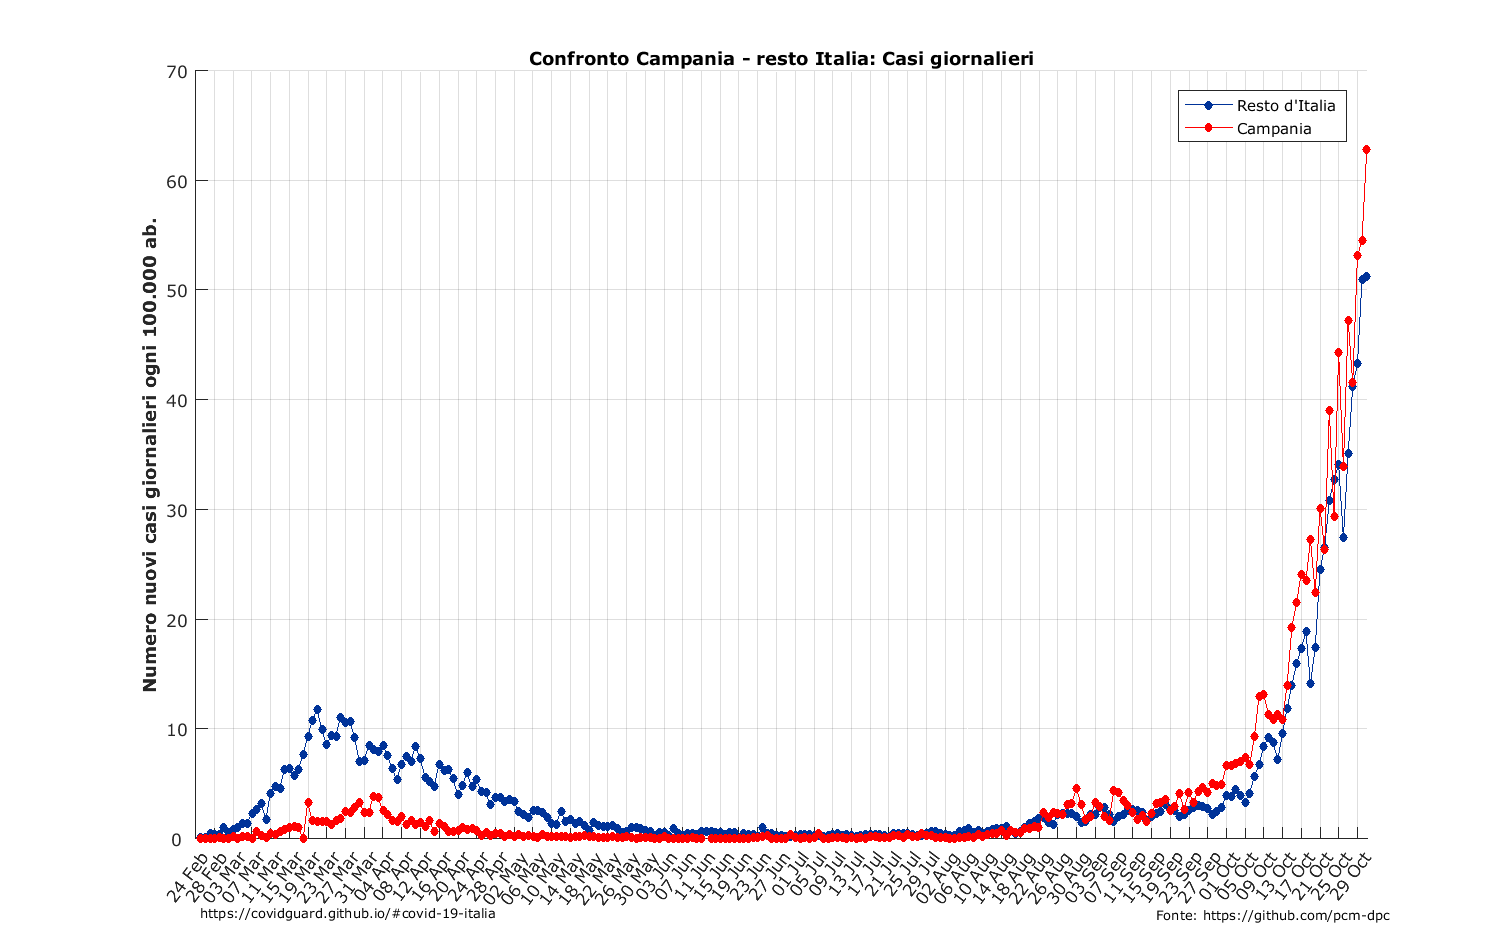 Confronto Campania - resto Italia: Casi giornalieri
Resto d'Italia
Campania
Numero nuovi casi giornalieri ogni 100.000 ab.
70
60
50
40
30
20
10
0
24 Feb
28 Feb
03 Mar
07 Mar
11 Mar
15 Mar
19 Mar
23 Mar
27 Mar
31 Mar
04 Apr
08 Apr
12 Apr
16 Apr
20 Apr
24 Apr
28 Apr
02 May
06 May
10 May
14 May
18 May
22 May
26 May
30 May
03 Jun
07 Jun
11 Jun
15 Jun
19 Jun
23 Jun
27 Jun
01 Jul
05 Jul
09 Jul
13 Jul
17 Jul
21 Jul
25 Jul
29 Jul
02 Aug
06 Aug
10 Aug
14 Aug
18 Aug
22 Aug
26 Aug
30 Aug
03 Sep
07 Sep
11 Sep
15 Sep
19 Sep
23 Sep
27 Sep
01 Oct
05 Oct
09 Oct
13 Oct
17 Oct
21 Oct
25 Oct
29 Oct
https://covidguard.github.io/#covid-19-italia
Fonte: https://github.com/pcm-dpc